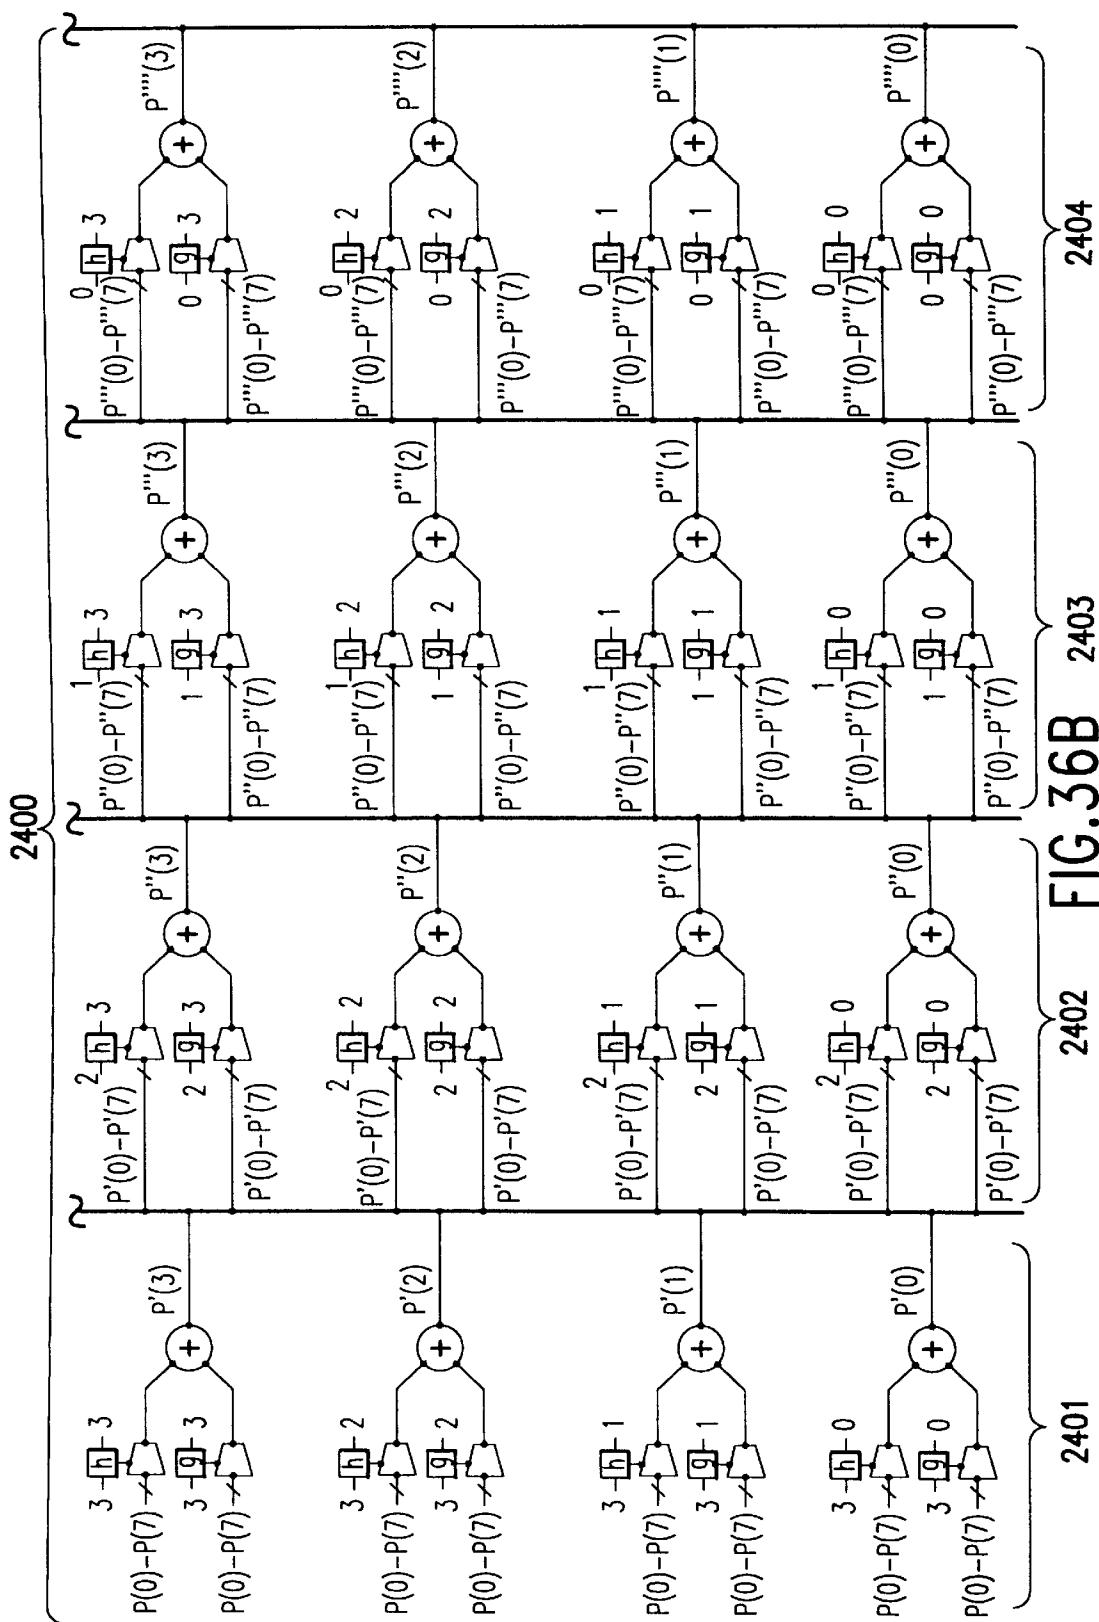 2400
3 h 3 2 h 3 1 h 3 0 h 3
P(0)-P(7) P'(0)-P'(7) P''(0)-P''(7) P'''(0)-P'''(7)
+ P'(3) + P''(3) + P'''(3) + P''''(3)
3 g 3 2 g 3 1 g 3 0 g 3
P(0)-P(7) P'(0)-P'(7) P''(0)-P''(7) P'''(0)-P'''(7)
3 h 2 2 h 2 1 h 2 0 h 2
P(0)-P(7) P'(0)-P'(7) P''(0)-P''(7) P'''(0)-P'''(7)
+ P'(2) + P''(2) + P'''(2) + P''''(2)
3 g 2 2 g 2 1 g 2 0 g 2
P(0)-P(7) P'(0)-P'(7) P''(0)-P''(7) P'''(0)-P'''(7)
3 h 1 2 h 1 1 h 1 0 h 1
P(0)-P(7) P'(0)-P'(7) P''(0)-P''(7) P'''(0)-P'''(7)
+ P'(1) + P''(1) + P'''(1) + P''''(1)
3 g 1 2 g 1 1 g 1 0 g 1
P(0)-P(7) P'(0)-P'(7) P''(0)-P''(7) P'''(0)-P'''(7)
3 h 0 2 h 0 1 h 0 0 h 0
P(0)-P(7) P'(0)-P'(7) P''(0)-P''(7) P'''(0)-P'''(7)
+ P'(0) + P''(0) + P'''(0) + P''''(0)
3 g 0 2 g 0 1 g 0 0 g 0
P(0)-P(7) P'(0)-P'(7) P''(0)-P''(7) P'''(0)-P'''(7)
2401 2402 2403 2404
FIG.36B